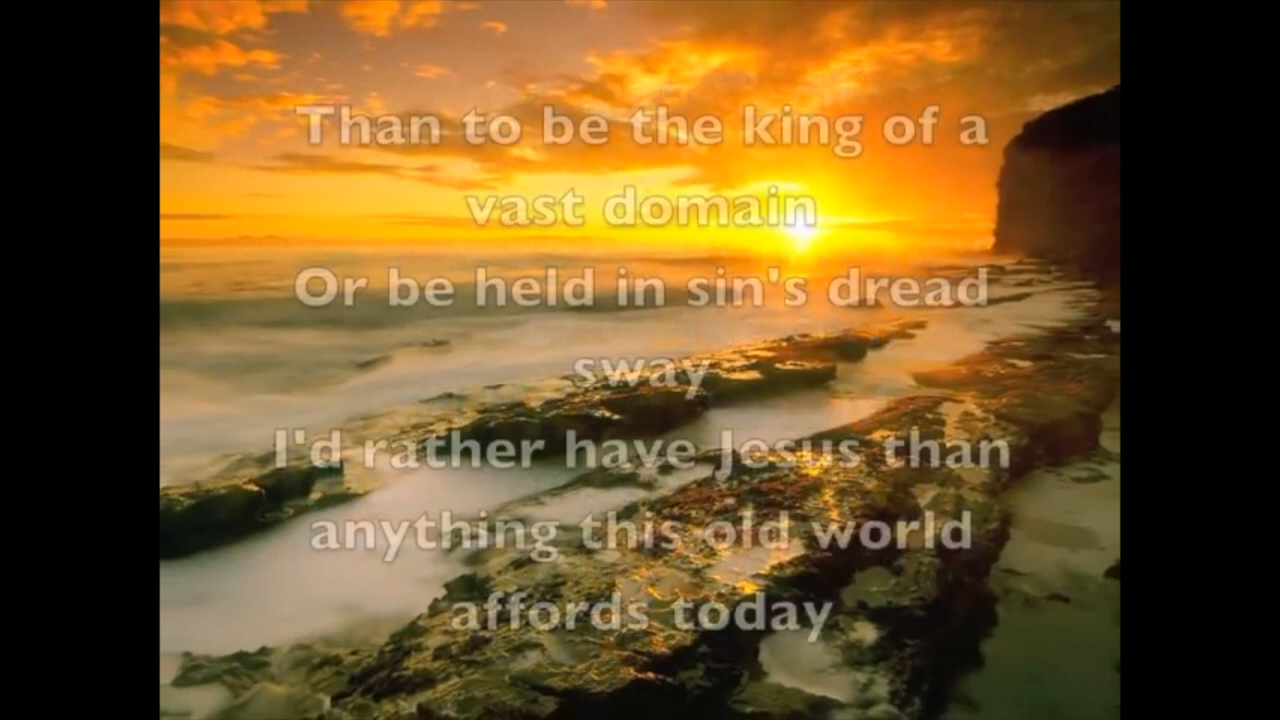 Than to be the king of a
vast domain
Or be held in sin's dread
sway
I'd rather have Jesus than
anything this old world
affords today